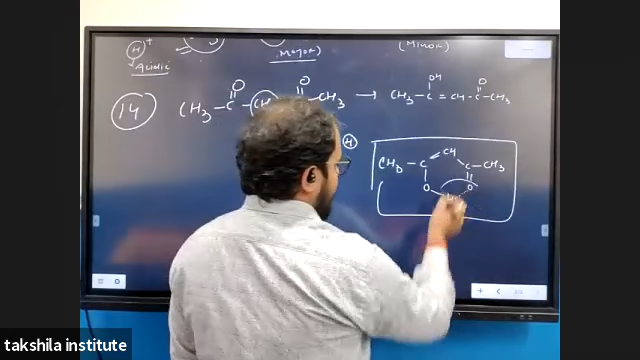 H+ Major (Minor)
Acidic
14 CH3 – C – CH – CH3 → CH3 – C = CH – C – CH3
O O OH O
H
CH3 – C = CH – C – CH3
O O
takshila institute